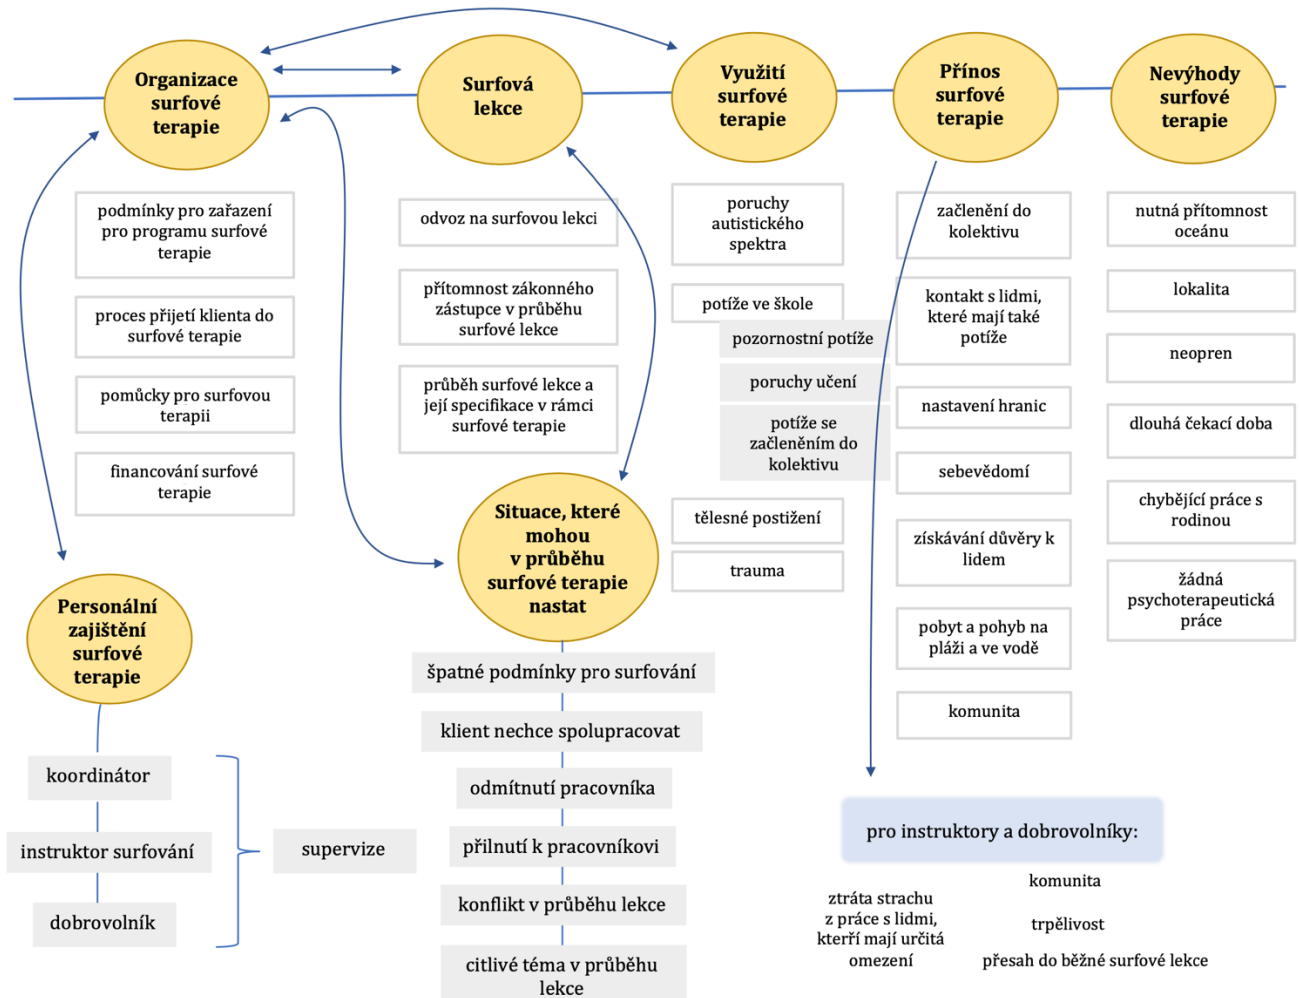 Organizace
surfové
terapie
Surfová
lekce
Využití
surfové
terapie
Přínos
surfové
terapie
Nevýhody
surfové
terapie
podmínky pro zařazení
pro programu surfové
terapie
proces přijetí klienta do
surfové terapie
pomůcky pro surfovou
terapii
financování surfové
terapie
odvoz na surfovou lekci
přítomnost zákonného
zástupce v průběhu
surfové lekce
průběh surfové lekce a
její specifikace v rámci
surfové terapie
poruchy
autistického
spektra
potíže ve škole
pozornostní potíže
poruchy učení
potíže se
začleněním do
kolektivu
tělesné postižení
trauma
začlenění do
kolektivu
kontakt s lidmi,
které mají také
potíže
nastavení hranic
sebevědomí
získávání důvěry k
lidem
pobyt a pohyb na
pláži a ve vodě
komunita
nutná přítomnost
oceánu
lokalita
neopren
dlouhá čekací doba
chybějící práce s
rodinou
žádná
psychoterapeutická
práce
Personální
zajištění
surfové
terapie
koordinátor
instruktor surfování
dobrovolník
supervize
Situace, které
mohou
v průběhu
surfové terapie
nastat
špatné podmínky pro surfování
klient nechce spolupracovat
odmítnutí pracovníka
přilnutí k pracovníkovi
konflikt v průběhu lekce
citlivé téma v průběhu
lekce
pro instruktory a dobrovolníky:
ztráta strachu
z práce s lidmi,
kterří mají určitá
omezení
komunita
trpělivost
přesah do běžné surfové lekce